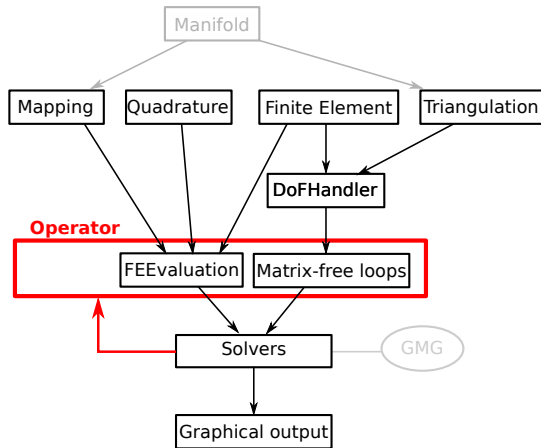 Manifold
Mapping
Quadrature
Finite Element
Triangulation
DoFHandler
Operator
FEEvaluation
Matrix-free loops
Solvers
GMG
Graphical output